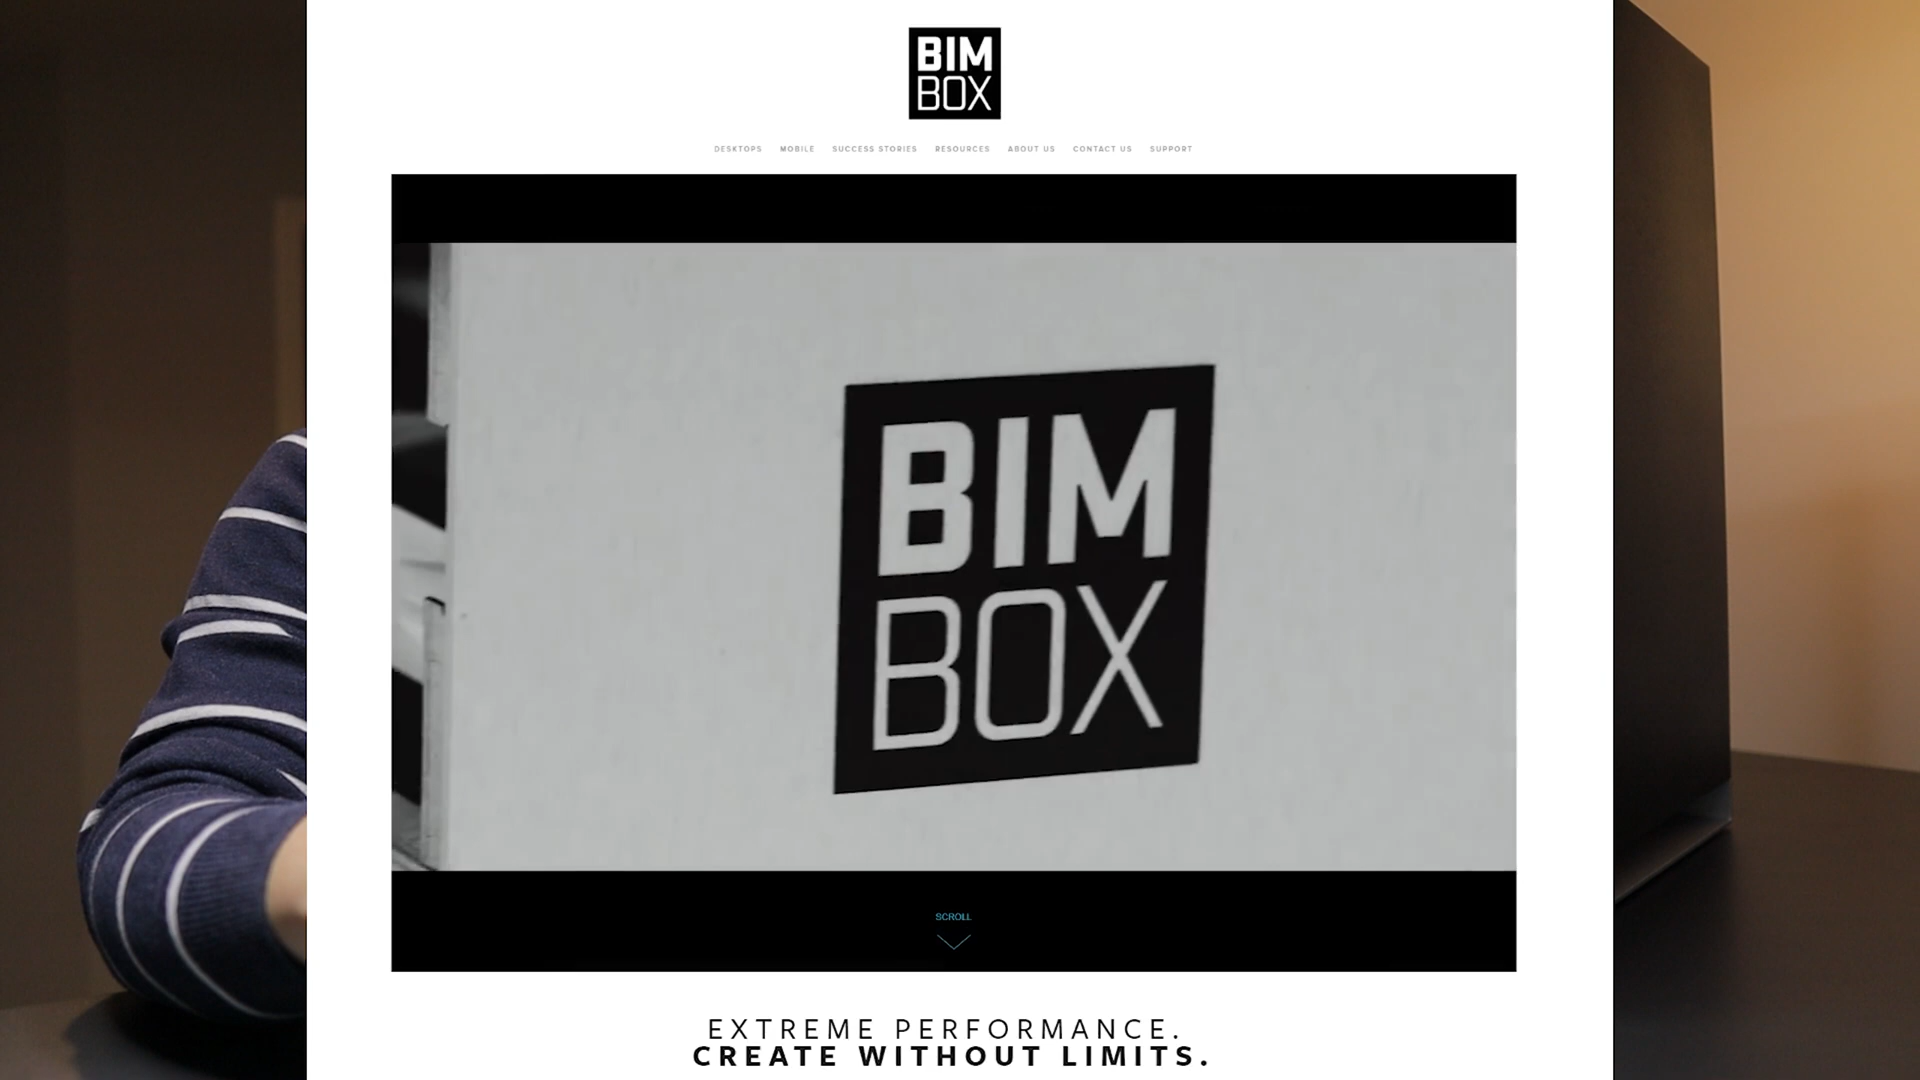 BIM
BOX
DESKTOPS MOBILE SUCCESS STORIES RESOURCES ABOUT US CONTACT US SUPPORT
BIM
BOX
SCROLL
EXTREME PERFORMANCE.
CREATE WITHOUT LIMITS.